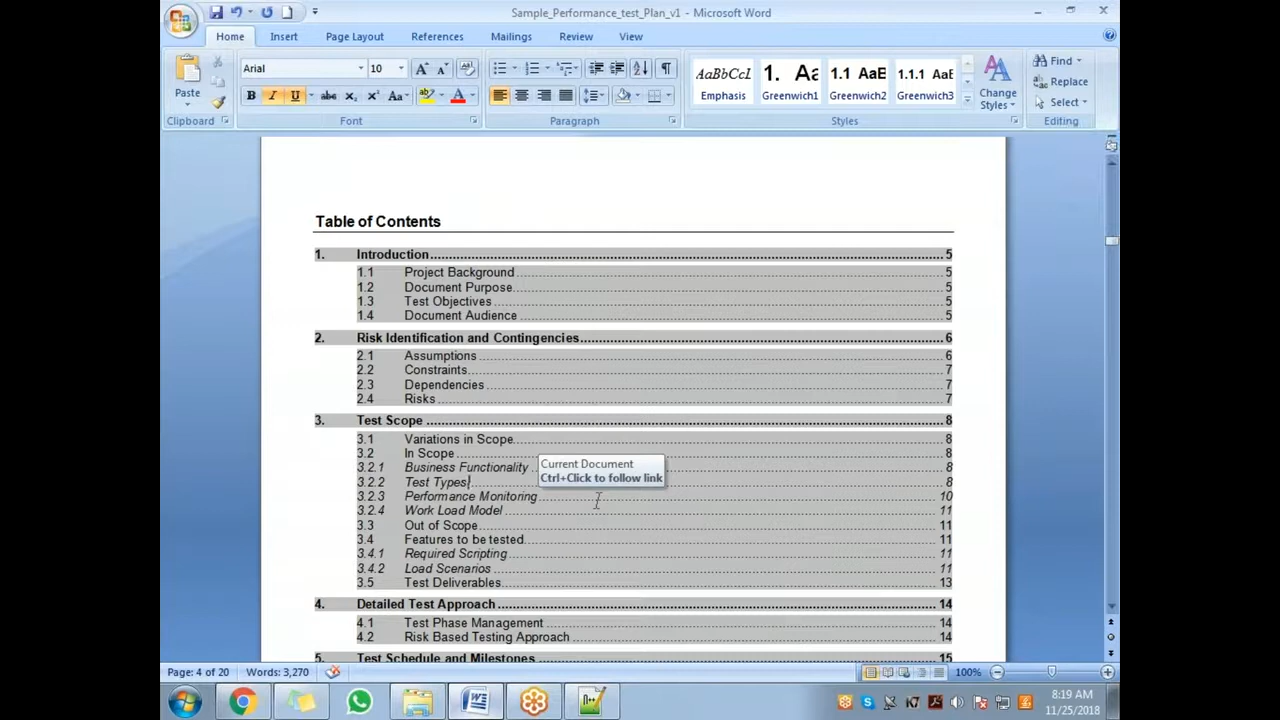 Sample_Performance_test_Plan_v1 - Microsoft Word
Home Insert Page Layout References Mailings Review View
Paste
Clipboard
Arial 10
Font
Paragraph
AaBbCcI Emphasis
1. Aa Greenwich1
1.1 AaB Greenwich2
1.1.1 Aa Greenwich3
Change Styles
Styles
Find
Replace
Select
Editing
Table of Contents
1. Introduction 5
1.1 Project Background 5
1.2 Document Purpose 5
1.3 Test Objectives 5
1.4 Document Audience 5
2. Risk Identification and Contingencies 6
2.1 Assumptions 6
2.2 Constraints 7
2.3 Dependencies 7
2.4 Risks 7
3. Test Scope 8
3.1 Variations in Scope 8
3.2 In Scope 8
Current Document
Ctrl+Click to follow link
3.2.1 Business Functionality 8
3.2.2 Test Types 8
3.2.3 Performance Monitoring 10
3.2.4 Work Load Model 11
3.3 Out of Scope 11
3.4 Features to be tested 11
3.4.1 Required Scripting 11
3.4.2 Load Scenarios 11
3.5 Test Deliverables 13
4. Detailed Test Approach 14
4.1 Test Phase Management 14
4.2 Risk Based Testing Approach 14
5. Test Schedule and Milestones 15
Page: 4 of 20 Words: 3,270 100%
8:19 AM
11/25/2018